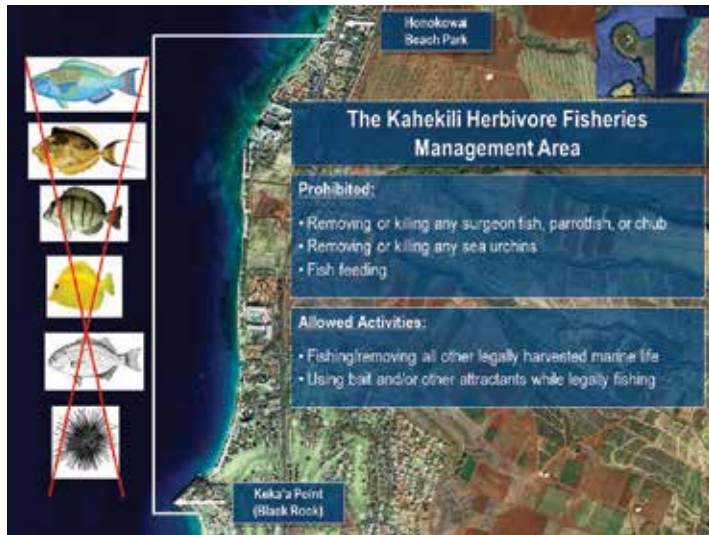 Honokowai
Beach Park
The Kahekili Herbivore Fisheries
Management Area
Prohibited:
• Removing or killing any surgeon fish, parrotfish, or chub
• Removing or killing any sea urchins
• Fish feeding
Allowed Activities:
• Fishing/removing all other legally harvested marine life
• Using bait and/or other attractants while legally fishing
Keka'a Point
(Black Rock)